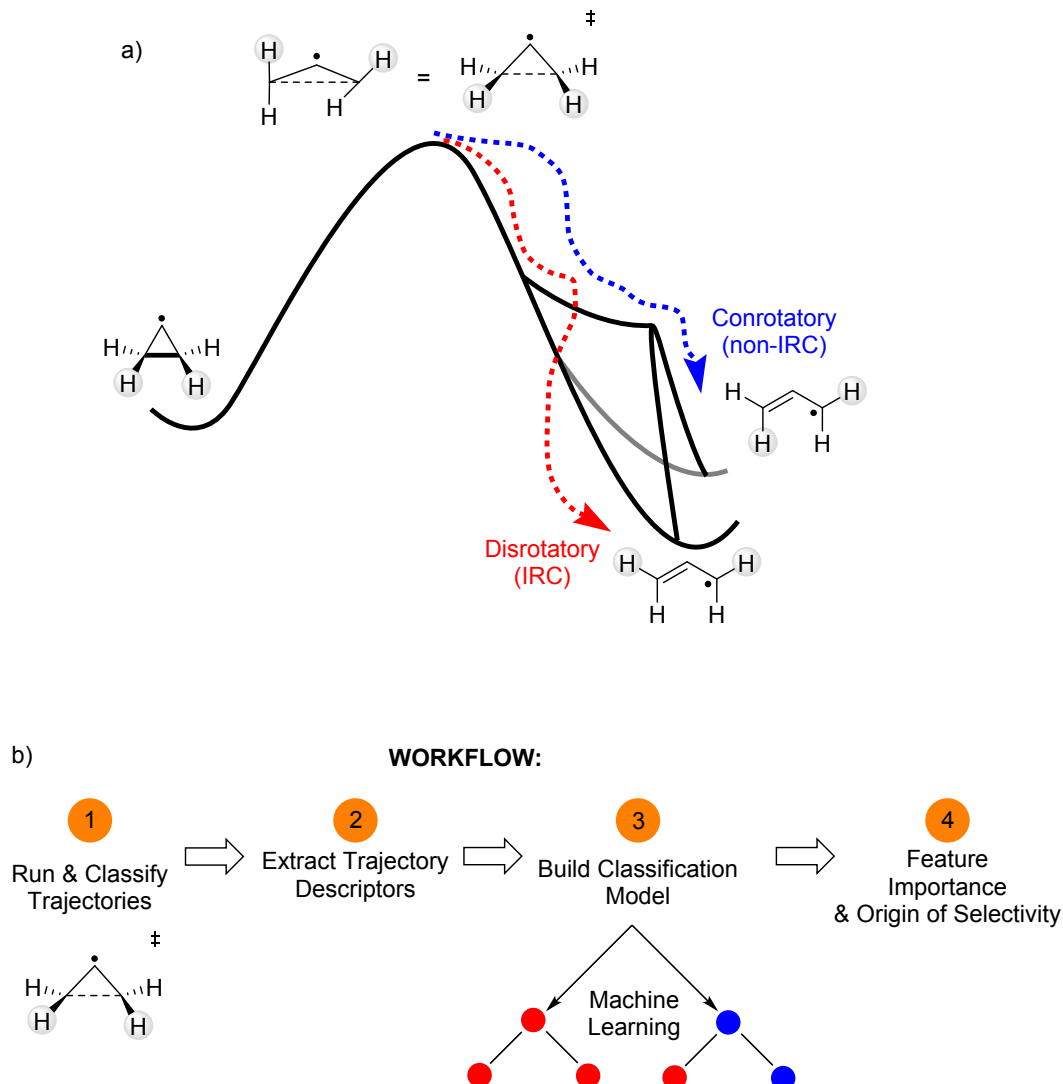 a)
‡
H
H
H
H
=
H
H
H
H
H
H
H
H
Conrotatory
(non-IRC)
H
H
H
H
Disrotatory
(IRC)
H
H
H
H
b)
WORKFLOW:
1
2
3
4
Run & Classify
Trajectories
Extract Trajectory
Descriptors
Build Classification
Model
Feature
Importance
& Origin of Selectivity
‡
H
H
H
H
Machine
Learning